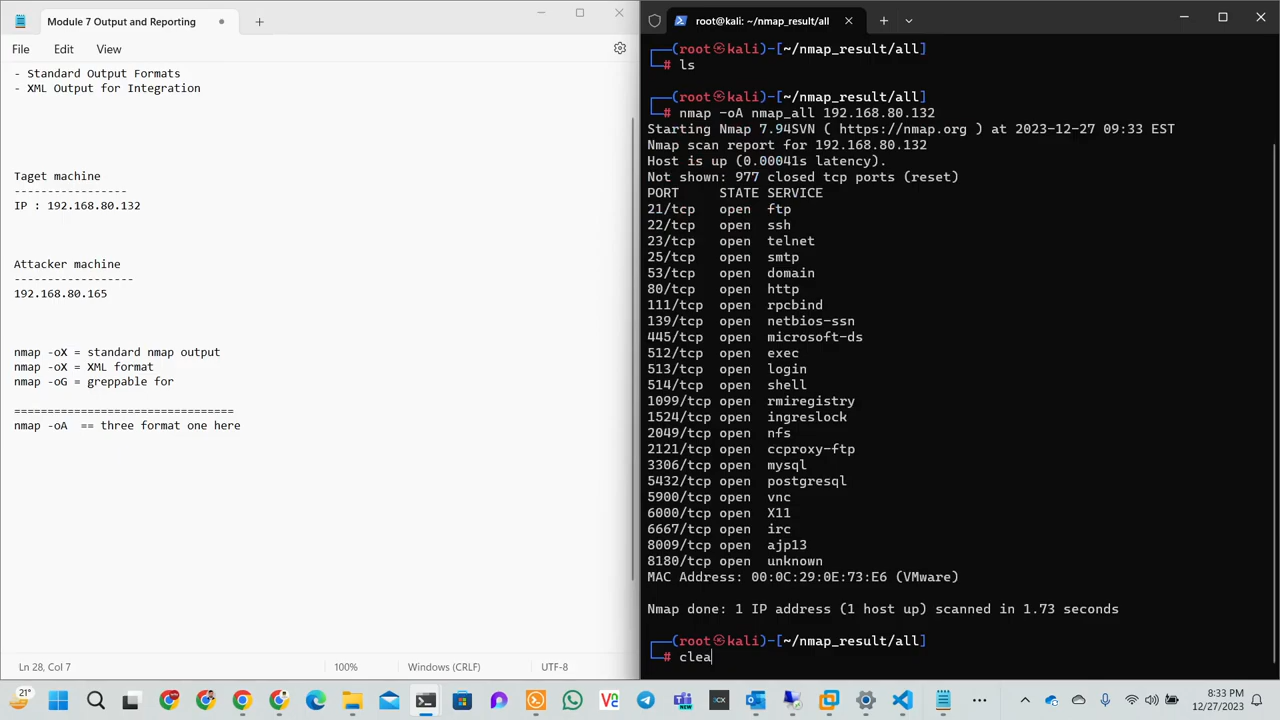 Module 7 Output and Reporting
File Edit View
- Standard Output Formats
- XML Output for Integration
Taget machine
-----------------
IP : 192.168.80.132
Attacker machine
------------------
192.168.80.165
nmap -oX = standard nmap output
nmap -oX = XML format
nmap -oG = greppable for
=================================
nmap -oA  == three format one here
Ln 28, Col 7
100%
Windows (CRLF)
UTF-8
root@kali: ~/nmap_result/all
┌──(root㉿kali)-[~/nmap_result/all]
└─# ls
┌──(root㉿kali)-[~/nmap_result/all]
└─# nmap -oA nmap_all 192.168.80.132
Starting Nmap 7.94SVN ( https://nmap.org ) at 2023-12-27 09:33 EST
Nmap scan report for 192.168.80.132
Host is up (0.00041s latency).
Not shown: 977 closed tcp ports (reset)
PORT     STATE SERVICE
21/tcp   open  ftp
22/tcp   open  ssh
23/tcp   open  telnet
25/tcp   open  smtp
53/tcp   open  domain
80/tcp   open  http
111/tcp  open  rpcbind
139/tcp  open  netbios-ssn
445/tcp  open  microsoft-ds
512/tcp  open  exec
513/tcp  open  login
514/tcp  open  shell
1099/tcp open  rmiregistry
1524/tcp open  ingreslock
2049/tcp open  nfs
2121/tcp open  ccproxy-ftp
3306/tcp open  mysql
5432/tcp open  postgresql
5900/tcp open  vnc
6000/tcp open  X11
6667/tcp open  irc
8009/tcp open  ajp13
8180/tcp open  unknown
MAC Address: 00:0C:29:0E:73:E6 (VMware)
Nmap done: 1 IP address (1 host up) scanned in 1.73 seconds
┌──(root㉿kali)-[~/nmap_result/all]
└─# clea
21°
8:33 PM
12/27/2023